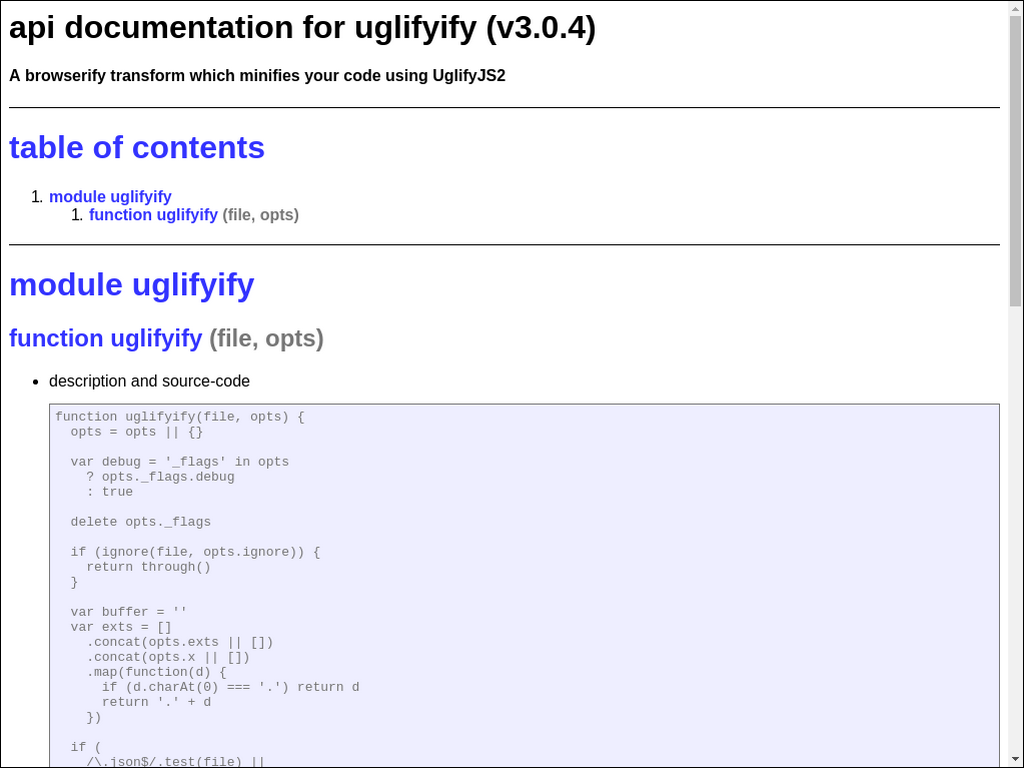 api documentation for uglifyify (v3.0.4)
A browserify transform which minifies your code using UglifyJS2
table of contents
1. module uglifyify
1. function uglifyify (file, opts)
module uglifyify
function uglifyify (file, opts)
• description and source-code
function uglifyify(file, opts) {
  opts = opts || {}
  var debug = '_flags' in opts
    ? opts._flags.debug
    : true
  delete opts._flags
  if (ignore(file, opts.ignore)) {
    return through()
  }
  var buffer = ''
  var exts = []
    .concat(opts.exts || [])
    .concat(opts.x || [])
    .map(function(d) {
      if (d.charAt(0) === '.') return d
      return '.' + d
    })
  if (
    /\.json$/.test(file) ||